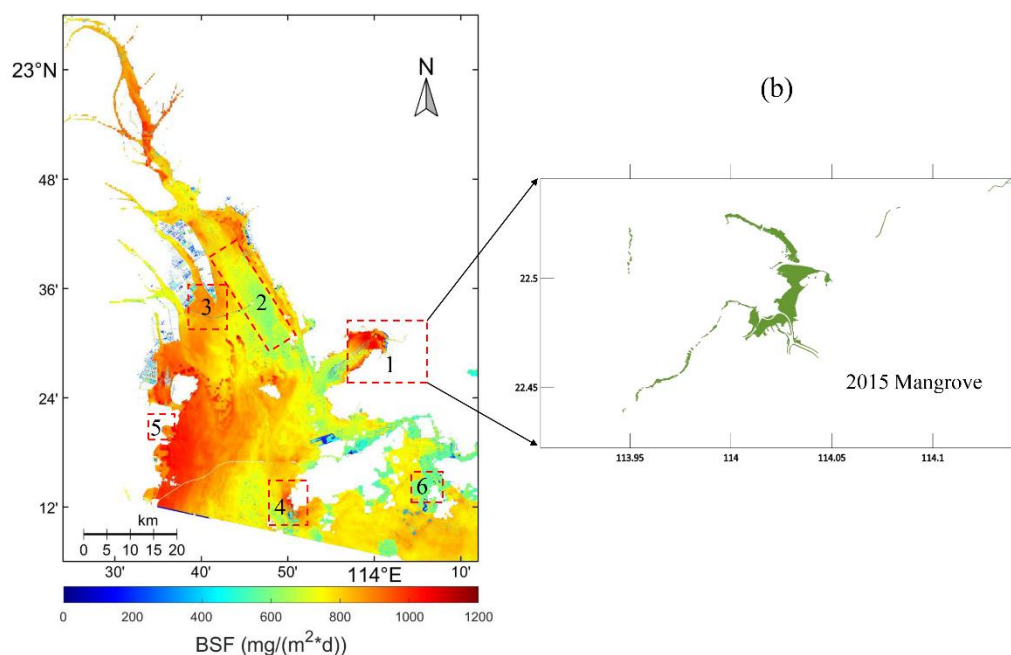 23°N
48'
36'
24'
12'
N
1
2
3
4
5
6
km
0 5 10 15 20
30' 40' 50' 114°E 10'
0 200 400 600 800 1000 1200
BSF (mg/(m²*d))
(b)
22.5
22.45
2015 Mangrove
113.95 114 114.05 114.1